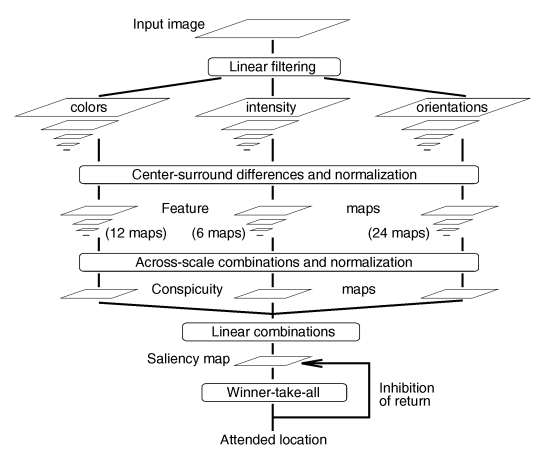 Input image
Linear filtering
colors intensity orientations
Center-surround differences and normalization
Feature maps
(12 maps) (6 maps) (24 maps)
Across-scale combinations and normalization
Conspicuity maps
Linear combinations
Saliency map
Winner-take-all
Inhibition
of return
Attended location